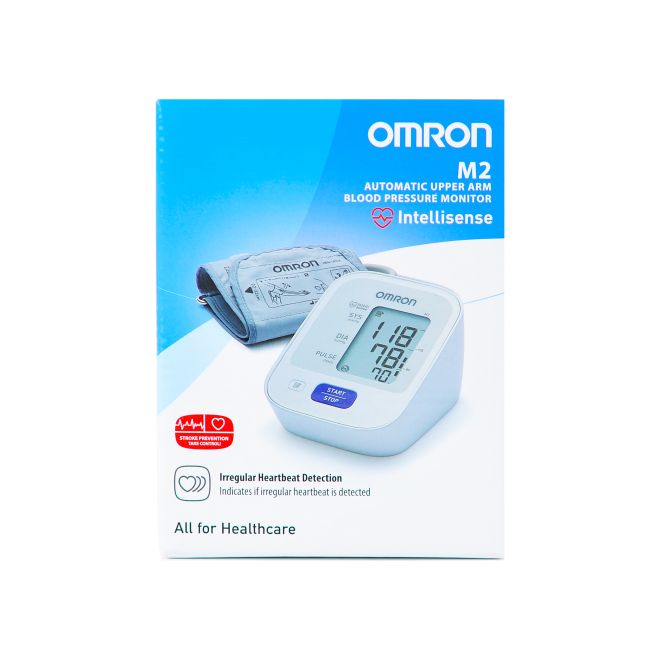 OMRON
M2
AUTOMATIC UPPER ARM
BLOOD PRESSURE MONITOR
Intellisense
OMRON
OMRON
M2
SYS
118
DIA
78
PULSE
70
START
STOP
STROKE PREVENTION
TAKE CONTROL!
Irregular Heartbeat Detection
Indicates if irregular heartbeat is detected
All for Healthcare